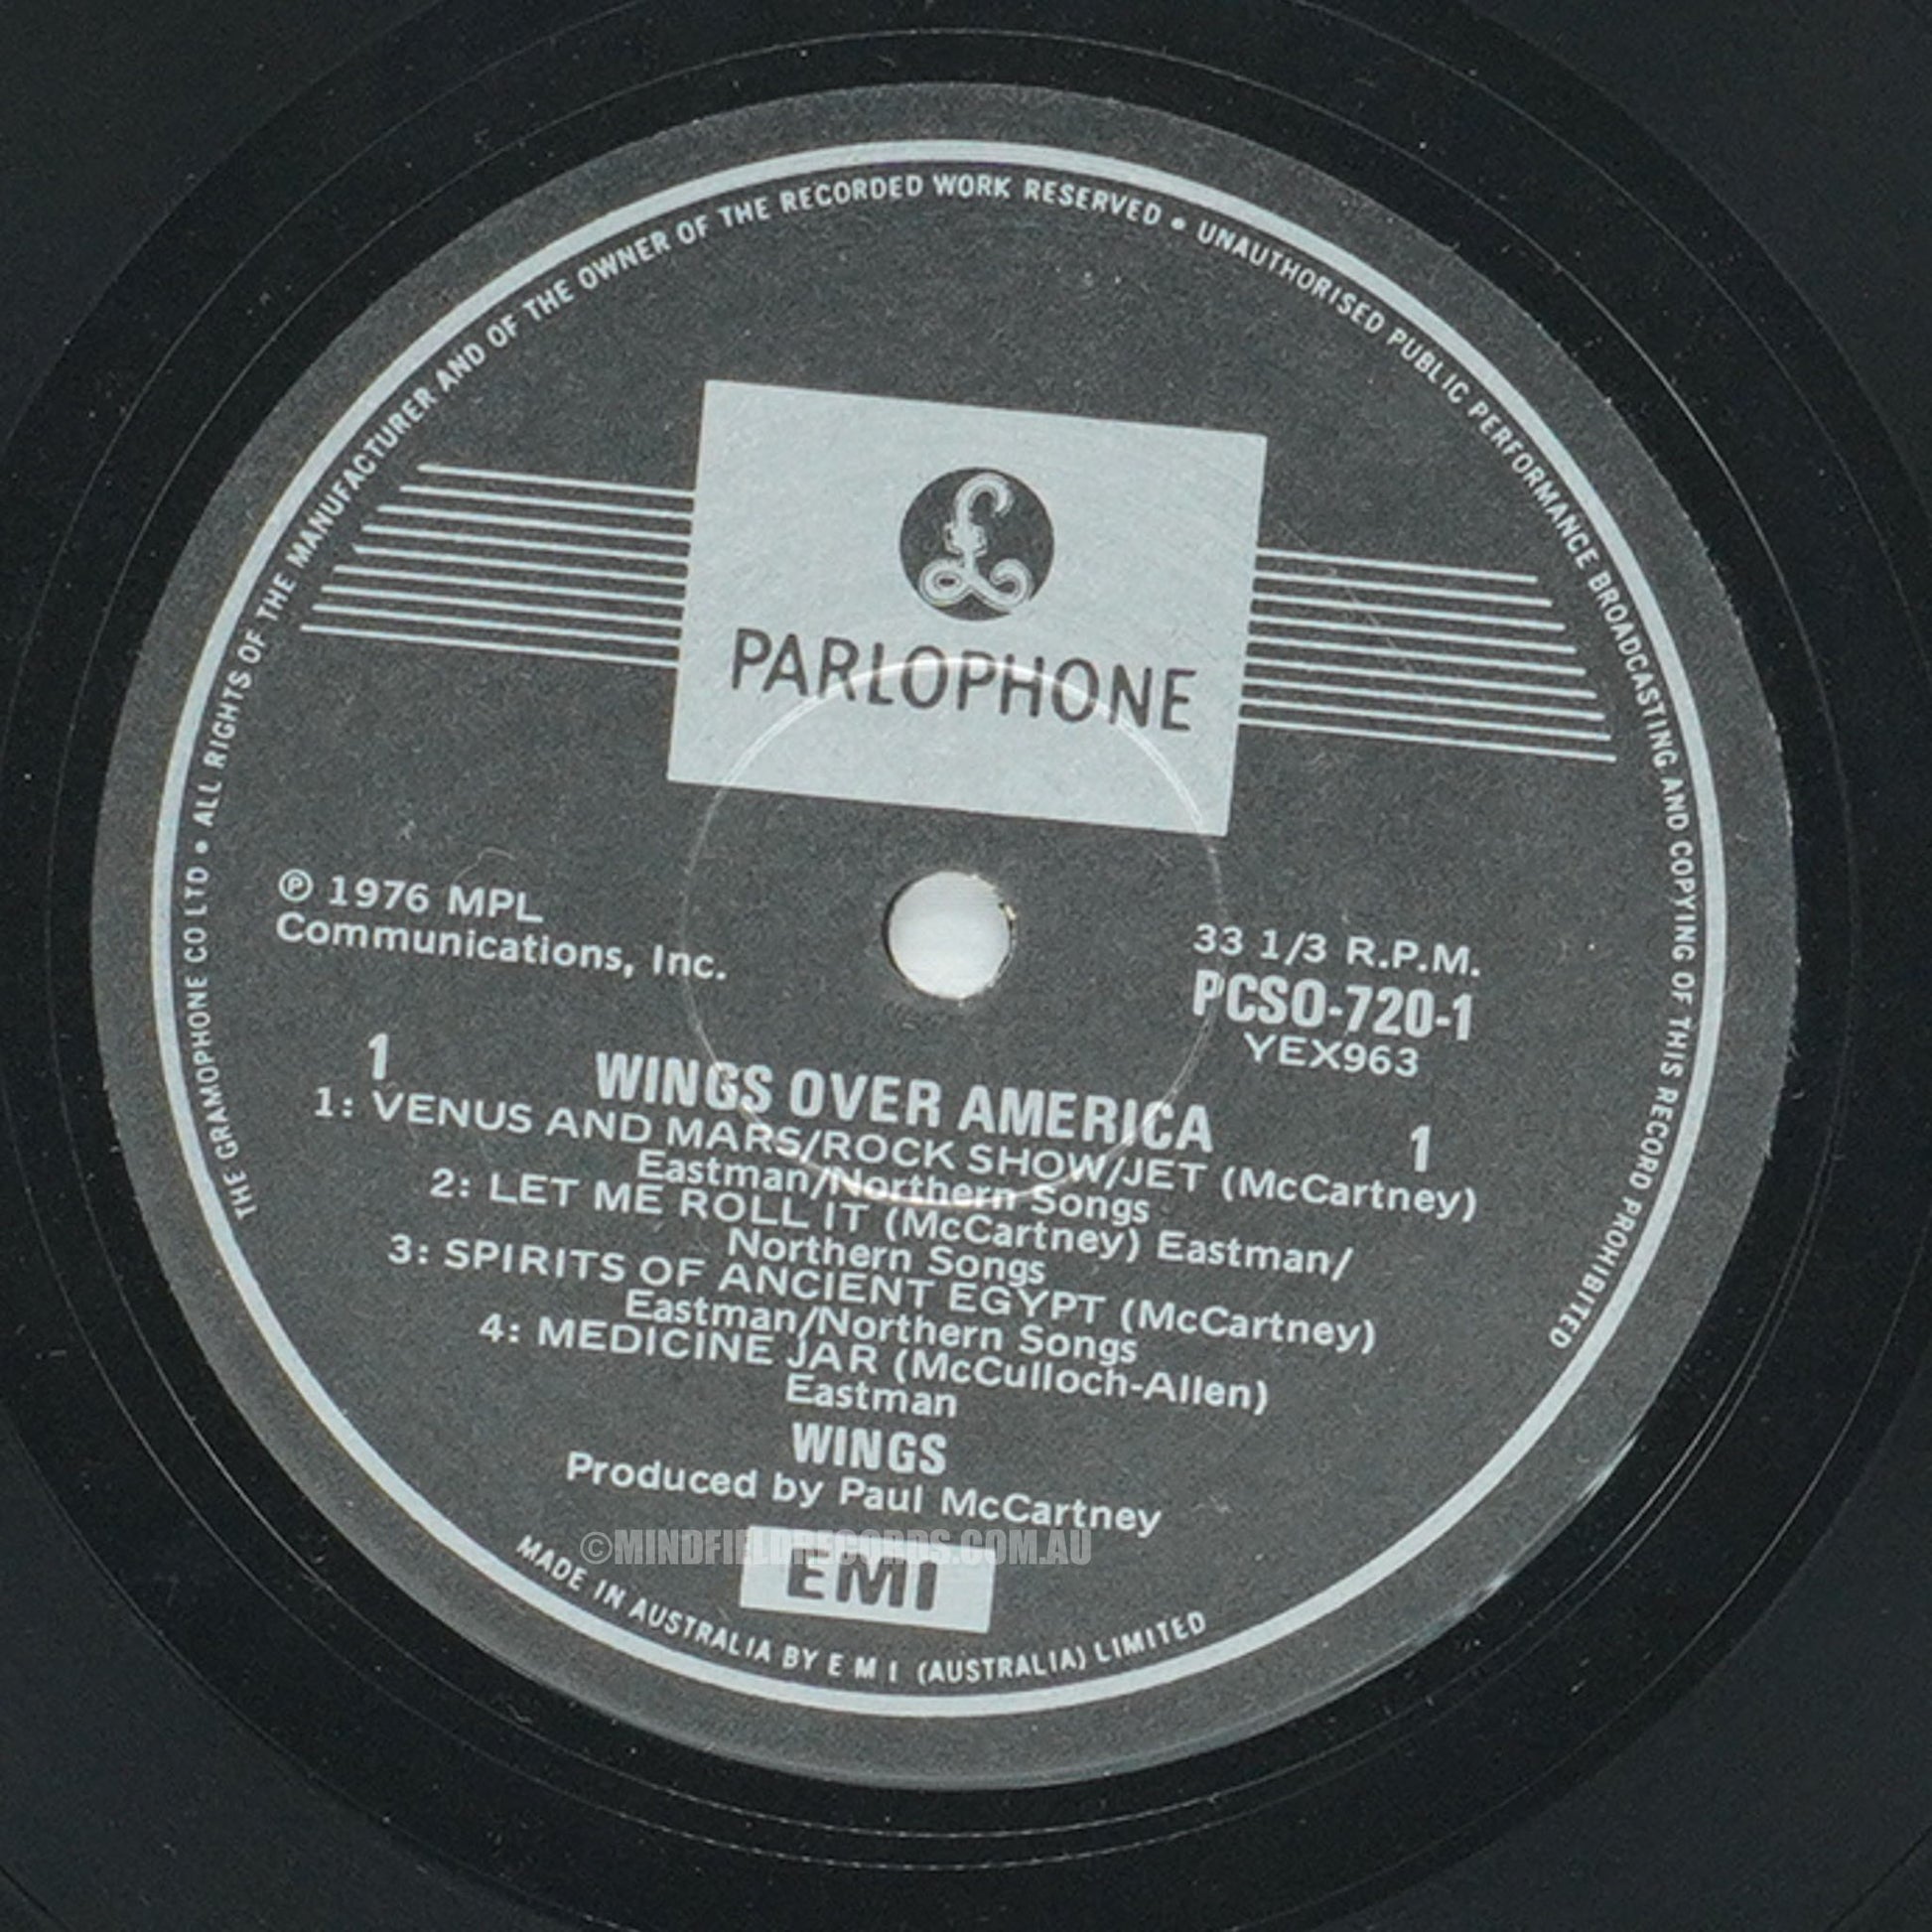 THE GRAMOPHONE CO LTD • ALL RIGHTS OF THE MANUFACTURER AND OF THE OWNER OF THE RECORDED WORK RESERVED • UNAUTHORISED PUBLIC PERFORMANCE BROADCASTING AND COPYING OF THIS RECORD PROHIBITED
£
PARLOPHONE
℗ 1976 MPL
Communications, Inc.
33 1/3 R.P.M.
PCSO-720-1
YEX963
1
WINGS OVER AMERICA
1
1: VENUS AND MARS/ROCK SHOW/JET (McCartney)
Eastman/Northern Songs
2: LET ME ROLL IT (McCartney) Eastman/
Northern Songs
3: SPIRITS OF ANCIENT EGYPT (McCartney)
Eastman/Northern Songs
4: MEDICINE JAR (McCulloch-Allen)
Eastman
WINGS
Produced by Paul McCartney
©MINDFIELDRECORDS.COM.AU
EMI
MADE IN AUSTRALIA BY E M I (AUSTRALIA) LIMITED